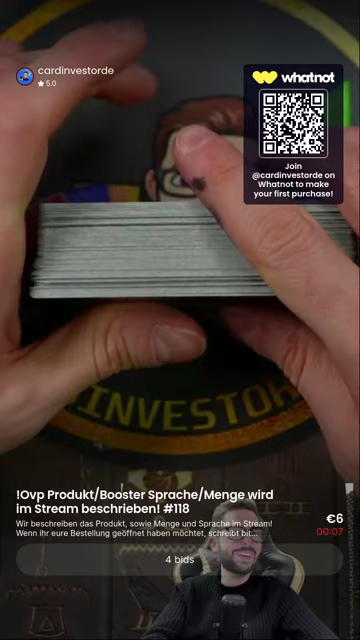 cardinvestorde
★ 5.0
whatnot
Join
@cardinvestorde on
Whatnot to make
your first purchase!
INVESTOR
!Ovp Produkt/Booster Sprache/Menge wird
im Stream beschrieben! #118
Wir beschreiben das Produkt, sowie Menge und Sprache im Stream!
Wenn ihr eure Bestellung geöffnet haben möchtet, schreibt bit...
€6
00:07
4 bids